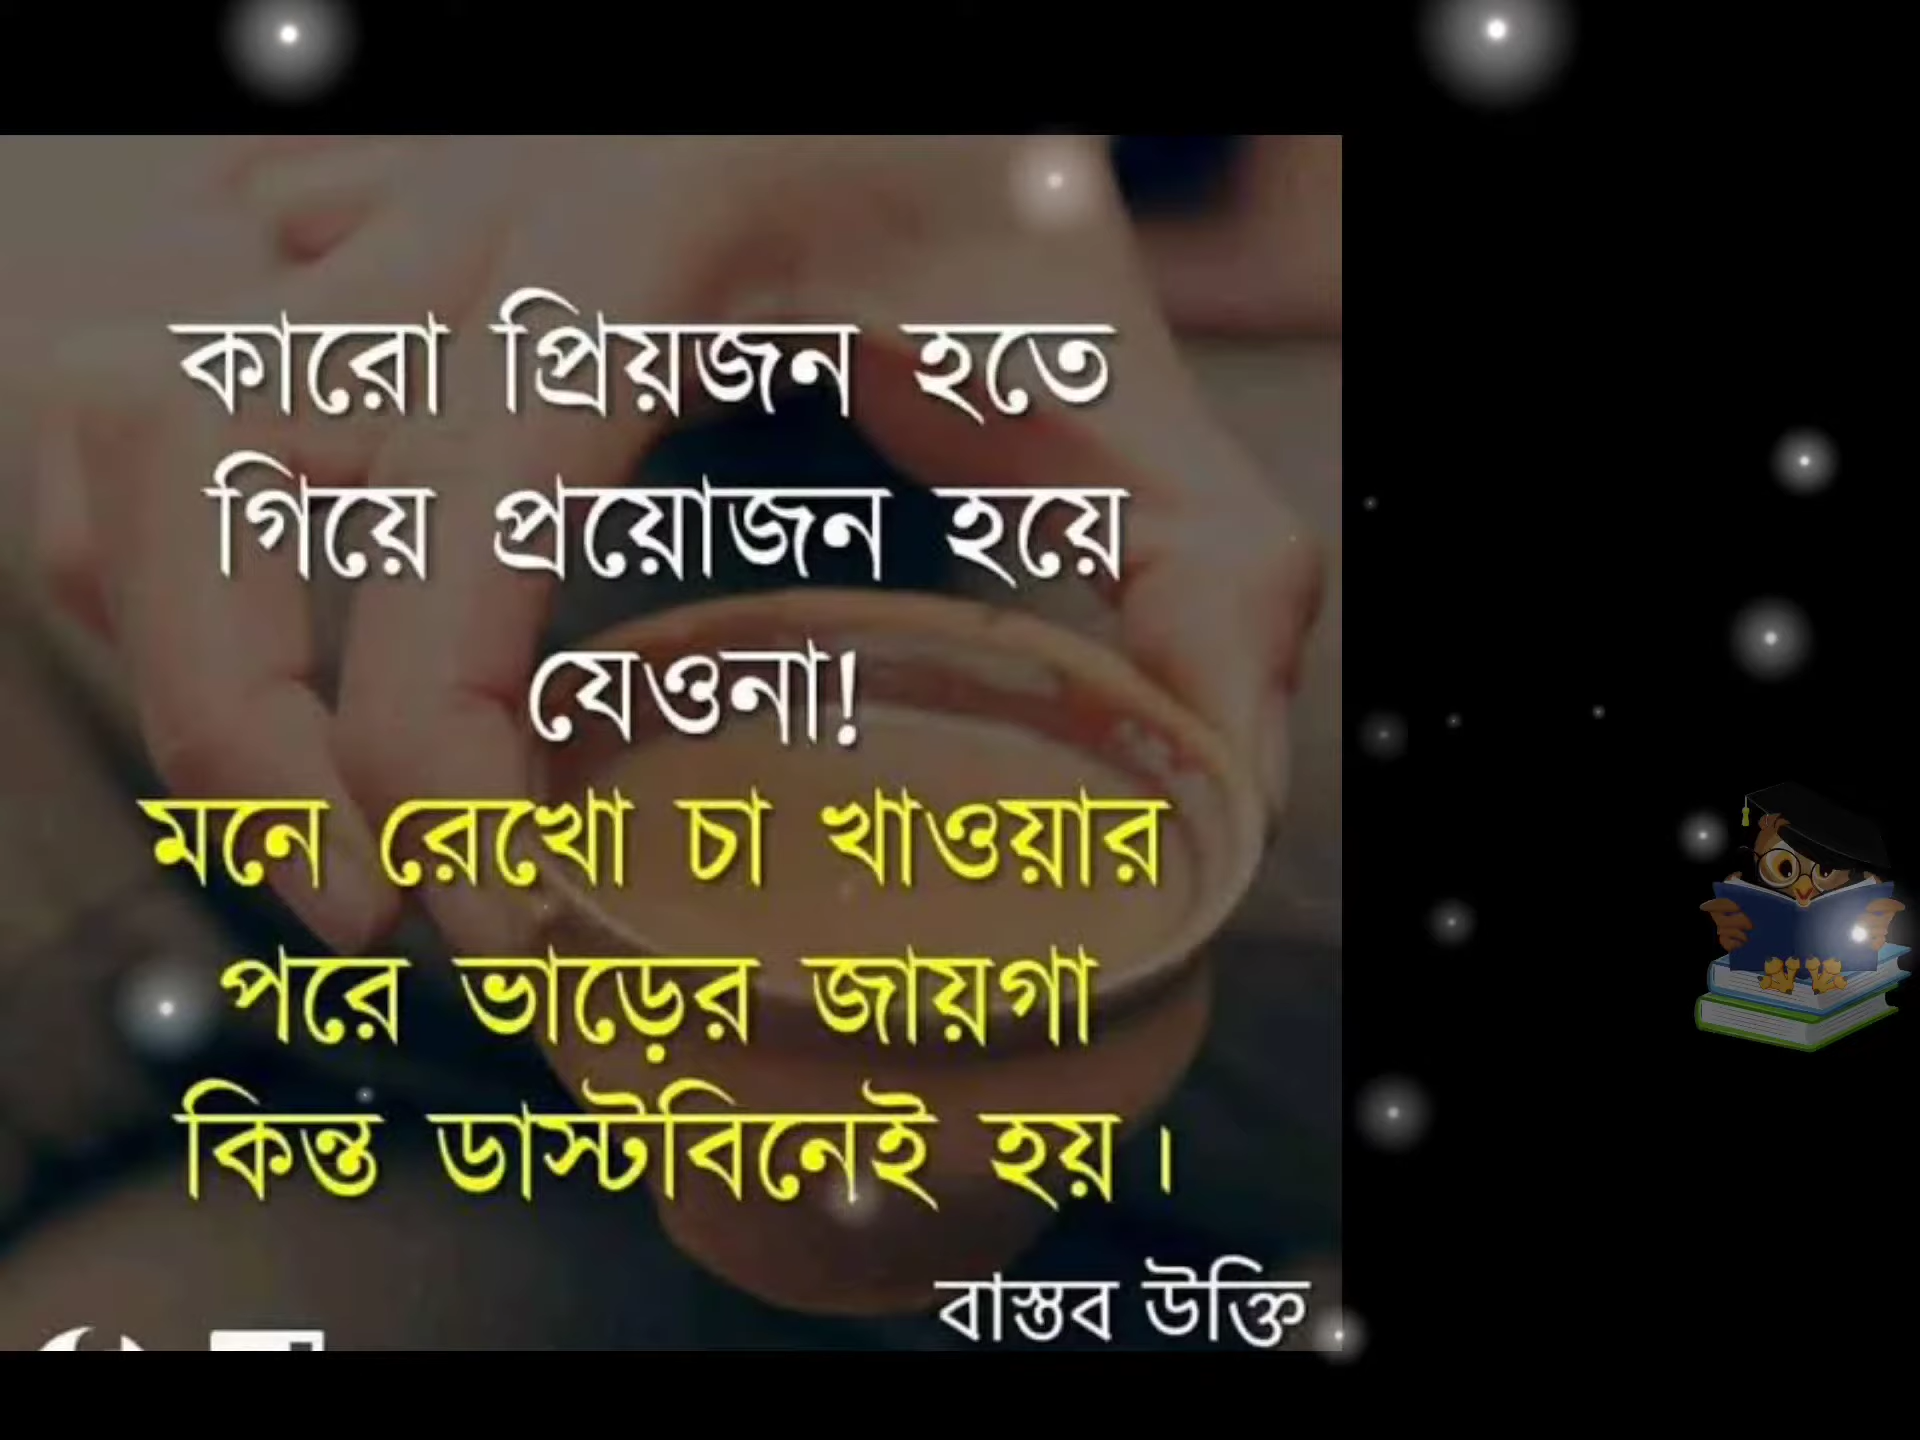 কারো প্রিয়জন হতে
গিয়ে প্রয়োজন হয়ে
যেওনা!
মনে রেখো চা খাওয়ার
পরে ভাড়ের জায়গা
কিন্তু ডাস্টবিনেই হয়।
বাস্তব উক্তি